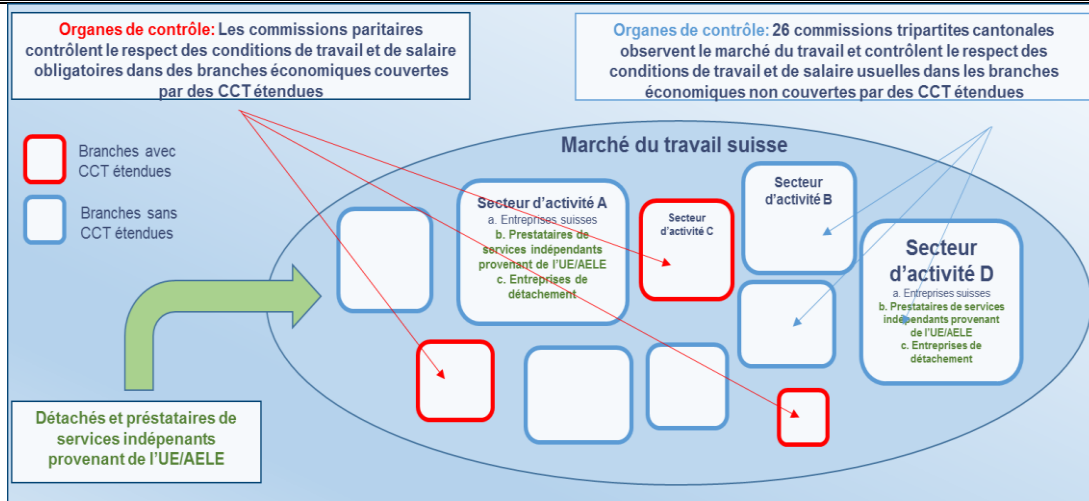 Organes de contrôle: Les commissions paritaires
contrôlent le respect des conditions de travail et de salaire
obligatoires dans des branches économiques couvertes
par des CCT étendues
Organes de contrôle: 26 commissions tripartites cantonales
observent le marché du travail et contrôlent le respect des
conditions de travail et de salaire usuelles dans les branches
économiques non couvertes par des CCT étendues
Branches avec
CCT étendues
Branches sans
CCT étendues
Marché du travail suisse
Secteur d'activité A
a. Entreprises suisses
b. Prestataires de
services indépendants
provenant de l'UE/AELE
c. Entreprises de
détachement
Secteur
d'activité C
Secteur
d'activité B
Secteur
d'activité D
a. Entreprises suisses
b. Prestataires de services
indépendants provenant
de l'UE/AELE
c. Entreprises de
détachement
Détachés et préstataires de
services indépenants
provenant de l'UE/AELE